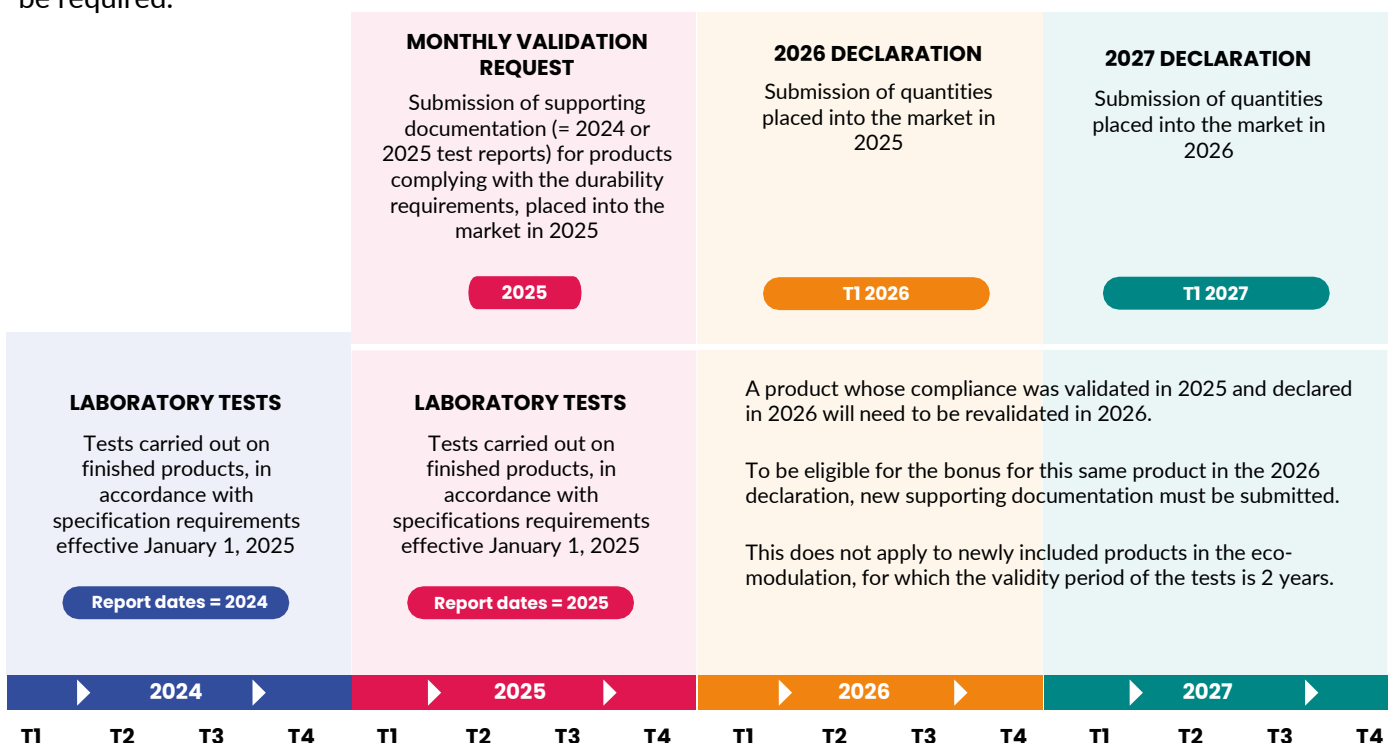 be required.
MONTHLY VALIDATION
REQUEST
Submission of supporting
documentation (= 2024 or
2025 test reports) for products
complying with the durability
requirements, placed into the
market in 2025
2025
2026 DECLARATION
Submission of quantities
placed into the market in
2025
T1 2026
2027 DECLARATION
Submission of quantities
placed into the market in
2026
T1 2027
LABORATORY TESTS
Tests carried out on
finished products, in
accordance with
specification requirements
effective January 1, 2025
Report dates = 2024
LABORATORY TESTS
Tests carried out on
finished products, in
accordance with
specifications requirements
effective January 1, 2025
Report dates = 2025
A product whose compliance was validated in 2025 and declared
in 2026 will need to be revalidated in 2026.
To be eligible for the bonus for this same product in the 2026
declaration, new supporting documentation must be submitted.
This does not apply to newly included products in the eco-
modulation, for which the validity period of the tests is 2 years.
2024 2025 2026 2027
T1 T2 T3 T4 T1 T2 T3 T4 T1 T2 T3 T4 T1 T2 T3 T4